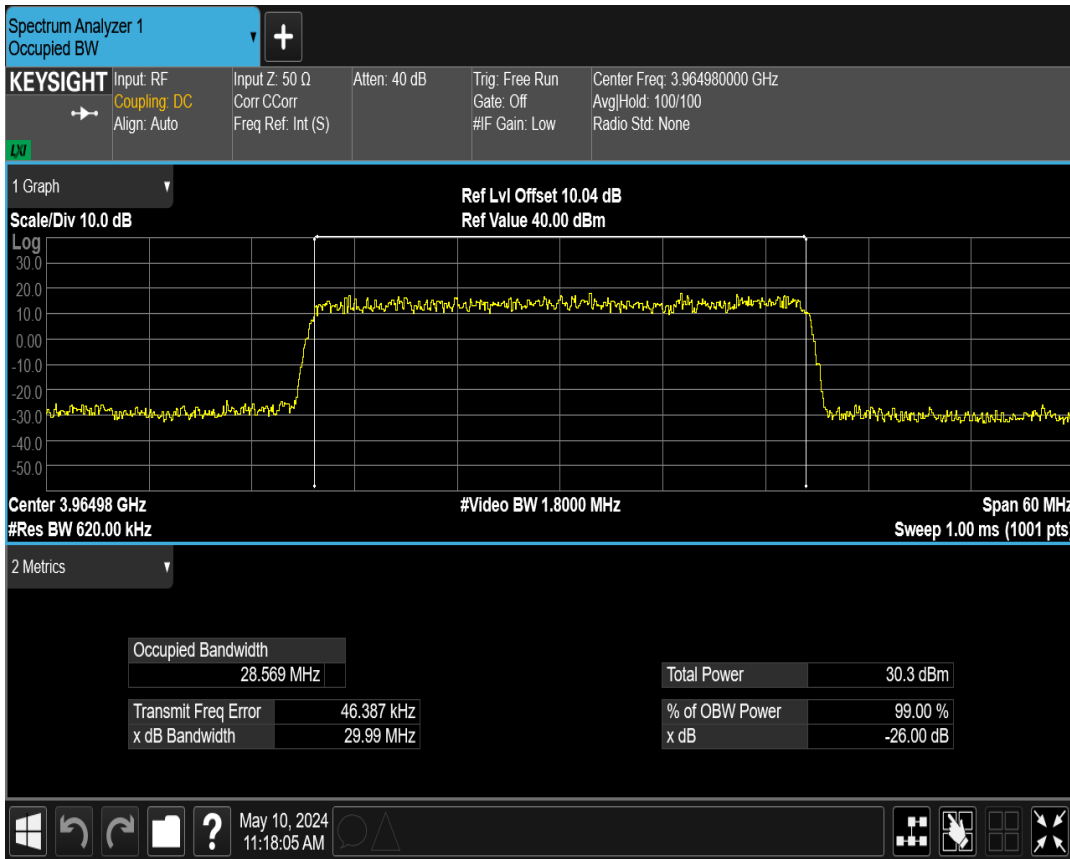 Spectrum Analyzer 1
Occupied BW
+
KEYSIGHT
LXI
Input: RF
Coupling: DC
Align: Auto
Input Z: 50 Ω
Corr CCorr
Freq Ref: Int (S)
Atten: 40 dB
Trig: Free Run
Gate: Off
#IF Gain: Low
Center Freq: 3.964980000 GHz
Avg|Hold: 100/100
Radio Std: None
1 Graph
Scale/Div 10.0 dB
Ref Lvl Offset 10.04 dB
Ref Value 40.00 dBm
Log
30.0
20.0
10.0
0.00
-10.0
-20.0
-30.0
-40.0
-50.0
Center 3.96498 GHz
#Video BW 1.8000 MHz
Span 60 MHz
#Res BW 620.00 kHz
Sweep 1.00 ms (1001 pts)
2 Metrics
Occupied Bandwidth
28.569 MHz
Total Power 30.3 dBm
Transmit Freq Error 46.387 kHz
% of OBW Power 99.00 %
x dB Bandwidth 29.99 MHz
x dB -26.00 dB
?
May 10, 2024
11:18:05 AM